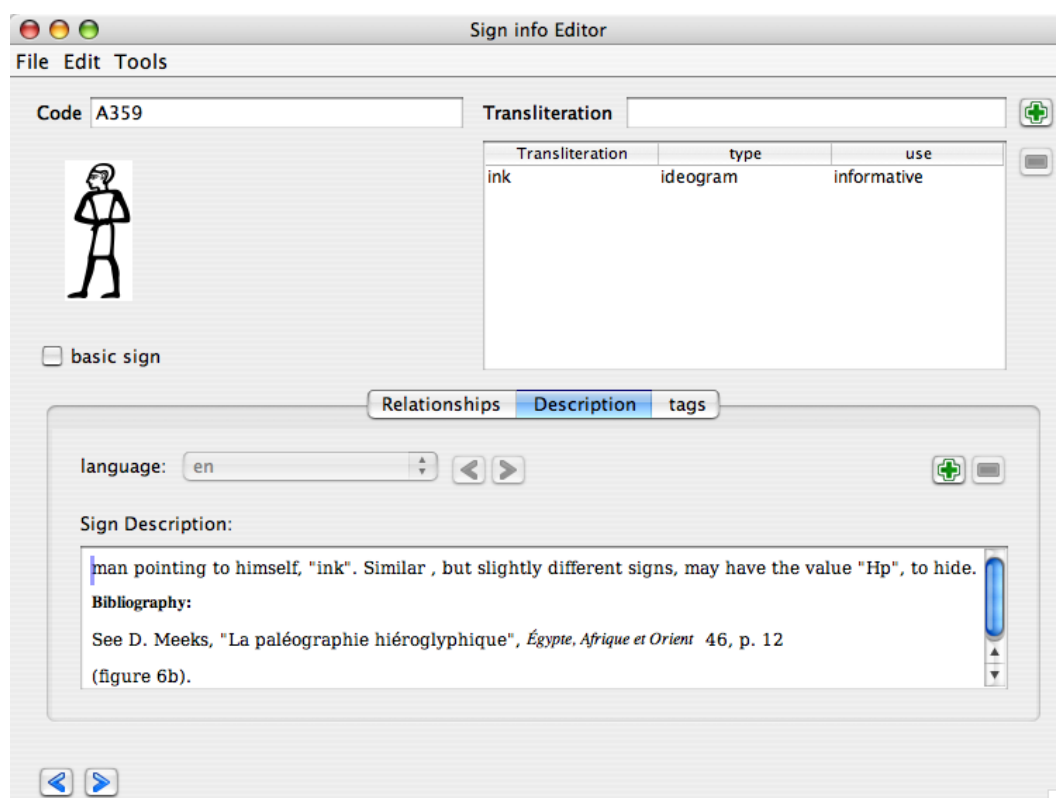 Sign info Editor
File Edit Tools
Code A359
Transliteration
Transliteration type use
ink ideogram informative
basic sign
Relationships Description tags
language: en
Sign Description:
man pointing to himself, "ink". Similar , but slightly different signs, may have the value "Hp", to hide.
Bibliography:
See D. Meeks, "La paléographie hiéroglyphique", Égypte, Afrique et Orient 46, p. 12
(figure 6b).